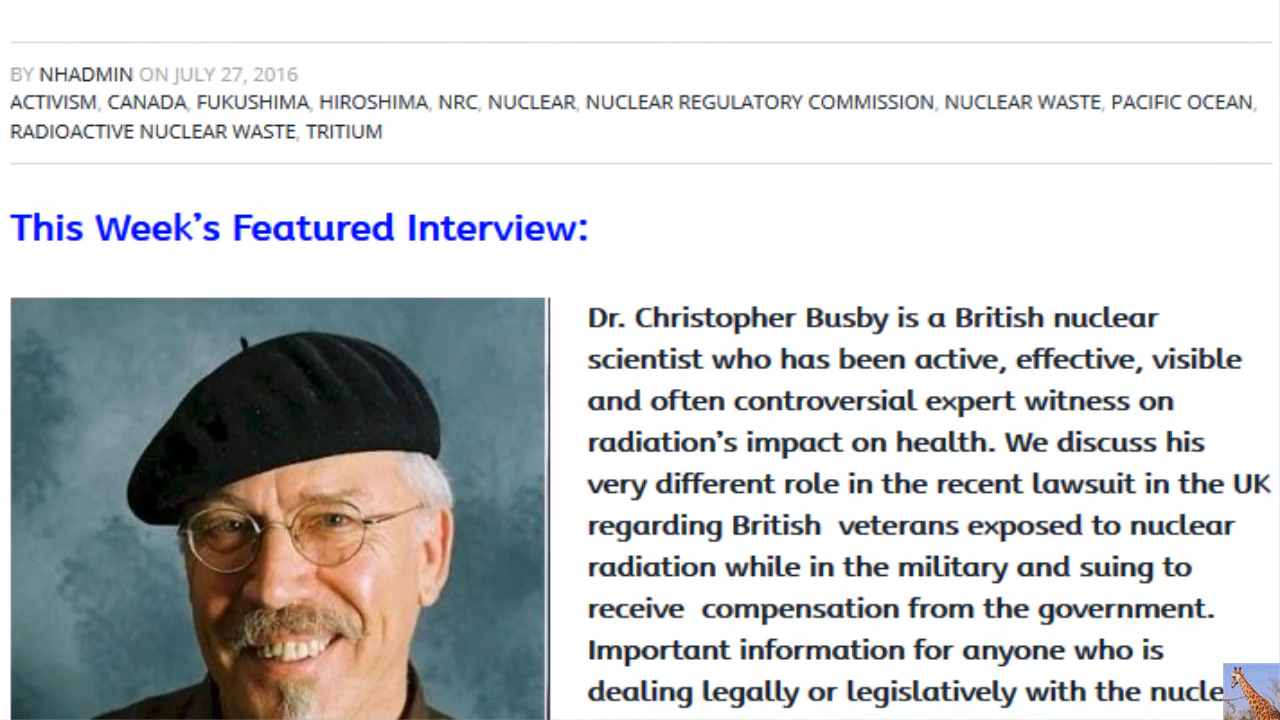 BY NHADMIN ON JULY 27, 2016
ACTIVISM, CANADA, FUKUSHIMA, HIROSHIMA, NRC, NUCLEAR, NUCLEAR REGULATORY COMMISSION, NUCLEAR WASTE, PACIFIC OCEAN,
RADIOACTIVE NUCLEAR WASTE, TRITIUM
This Week's Featured Interview:
Dr. Christopher Busby is a British nuclear
scientist who has been active, effective, visible
and often controversial expert witness on
radiation's impact on health. We discuss his
very different role in the recent lawsuit in the UK
regarding British veterans exposed to nuclear
radiation while in the military and suing to
receive compensation from the government.
Important information for anyone who is
dealing legally or legislatively with the